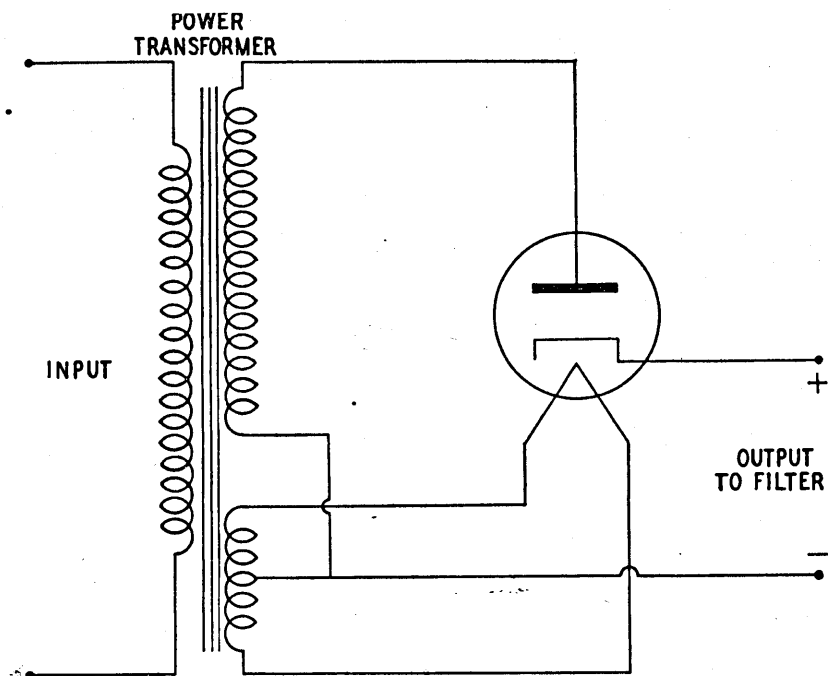 POWER
TRANSFORMER
INPUT
+
OUTPUT
TO FILTER
−